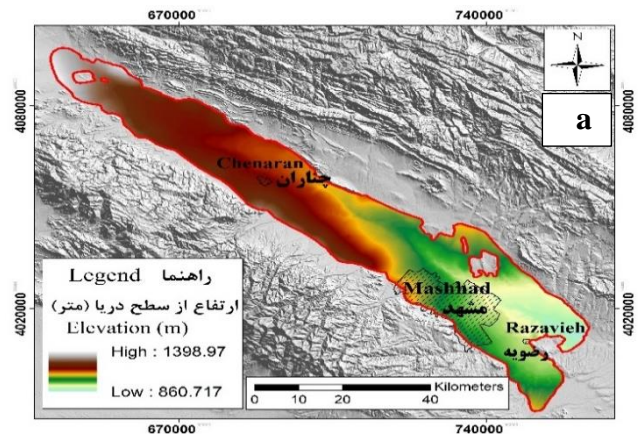 670000 740000
N
a
4080000 4080000
Chenaran
چناران
Mashhad
مشهد
Razavieh
رضویه
4020000 4020000
Legend راهنما
ارتفاع از سطح دریا (متر)
Elevation (m)
High : 1398.97
Low : 860.717
Kilometers
0 10 20 40
670000 740000